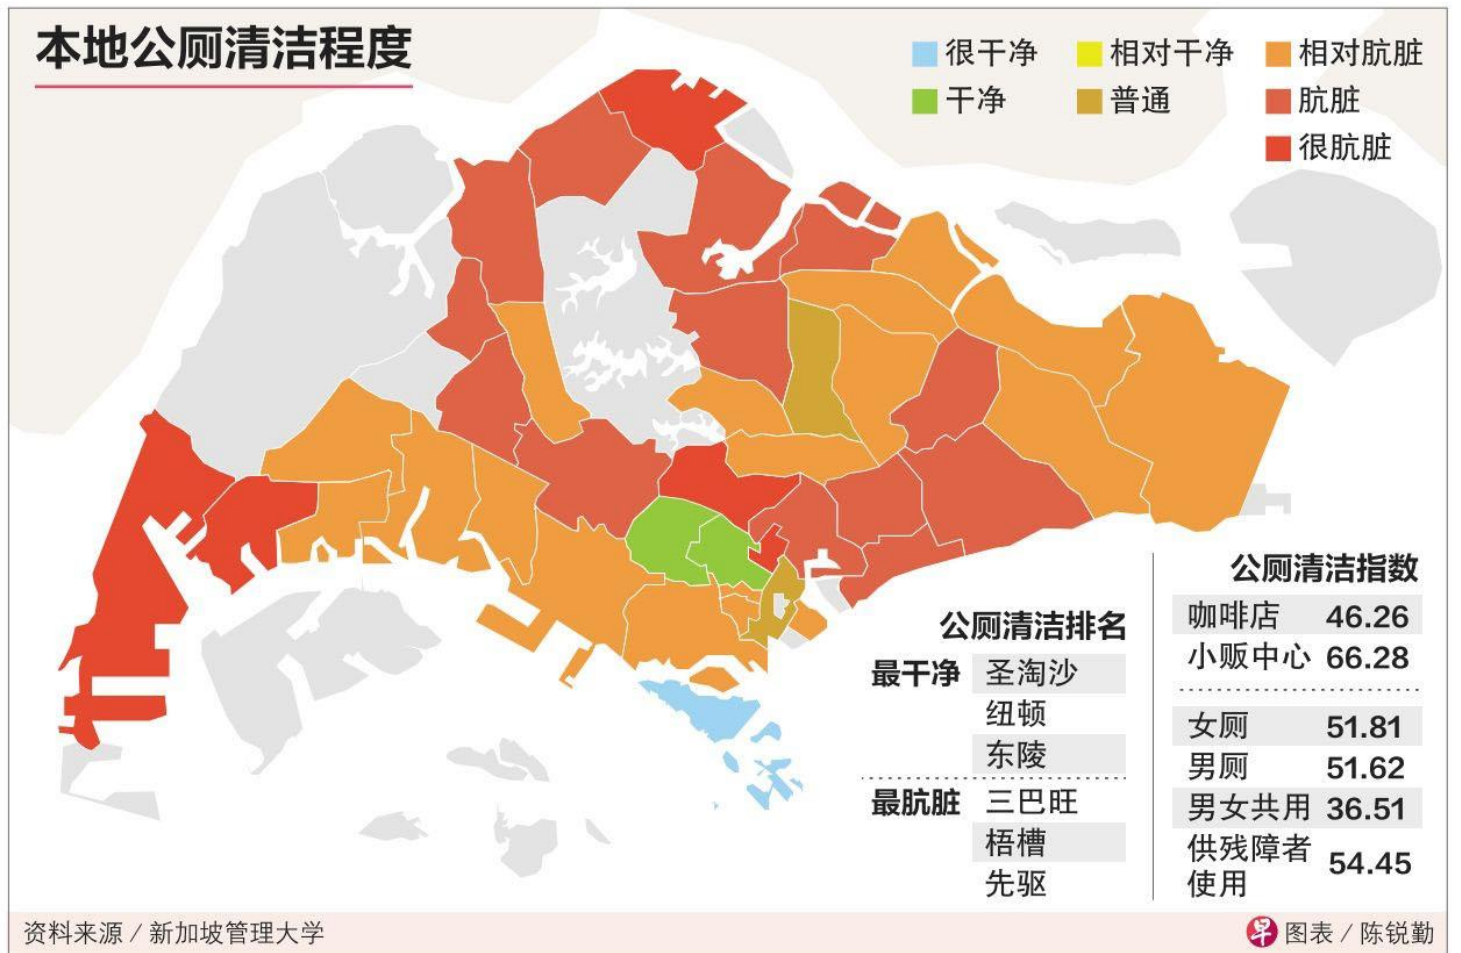 本地公厕清洁程度
很干净
相对干净
相对肮脏
干净
普通
肮脏
很肮脏
公厕清洁排名
最干净 圣淘沙
纽顿
东陵
最肮脏 三巴旺
梧槽
先驱
公厕清洁指数
咖啡店 46.26
小贩中心 66.28
女厕 51.81
男厕 51.62
男女共用 36.51
供残障者
使用 54.45
资料来源 / 新加坡管理大学
早 图表 / 陈锐勤